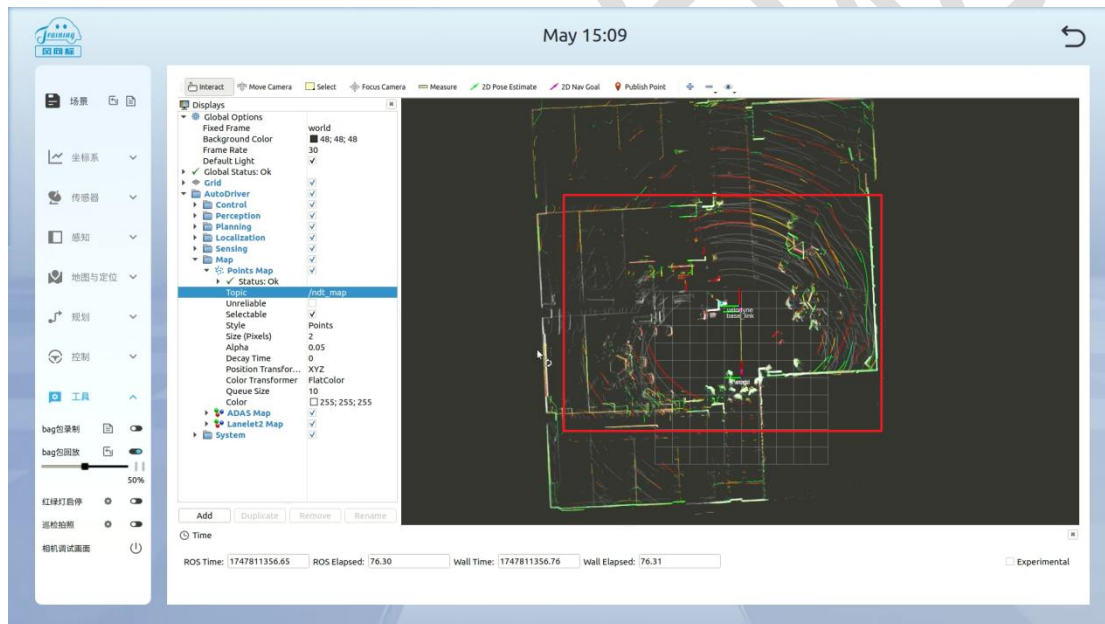 Training
风向标
May 15:09
场景
坐标系
传感器
感知
地图与定位
规划
控制
工具
bag包录制
bag包回放
50%
红绿灯启停
巡检拍照
相机调试画面
Interact Move Camera Select Focus Camera Measure 2D Pose Estimate 2D Nav Goal Publish Point
Displays
Global Options
Fixed Frame world
Background Color 48; 48; 48
Frame Rate 30
Default Light
Global Status: Ok
Grid
AutoDriver
Control
Perception
Planning
Localization
Sensing
Map
Points Map
Status: Ok
Topic /ndt_map
Unreliable
Selectable
Style Points
Size (Pixels) 2
Alpha 0.05
Decay Time 0
Position Transfor... XYZ
Color Transformer FlatColor
Queue Size 10
Color 255; 255; 255
ADAS Map
Lanelet2 Map
System
Add Duplicate Remove Rename
velodyne
base_link
Time
ROS Time: 1747811356.65 ROS Elapsed: 76.30 Wall Time: 1747811356.76 Wall Elapsed: 76.31 Experimental